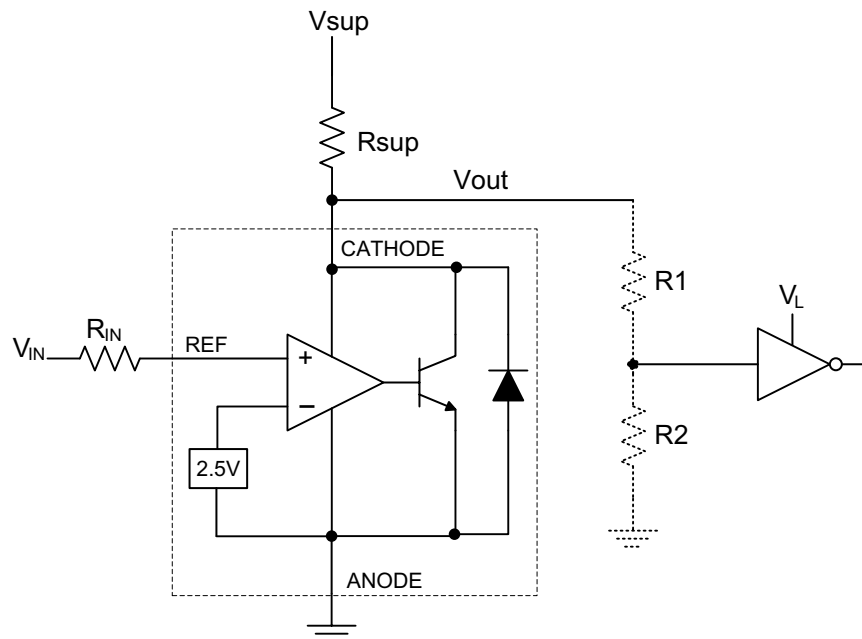 Vsup
Rsup
Vout
CATHODE
R1
VL
RIN
REF
VIN
+
−
R2
2.5V
ANODE